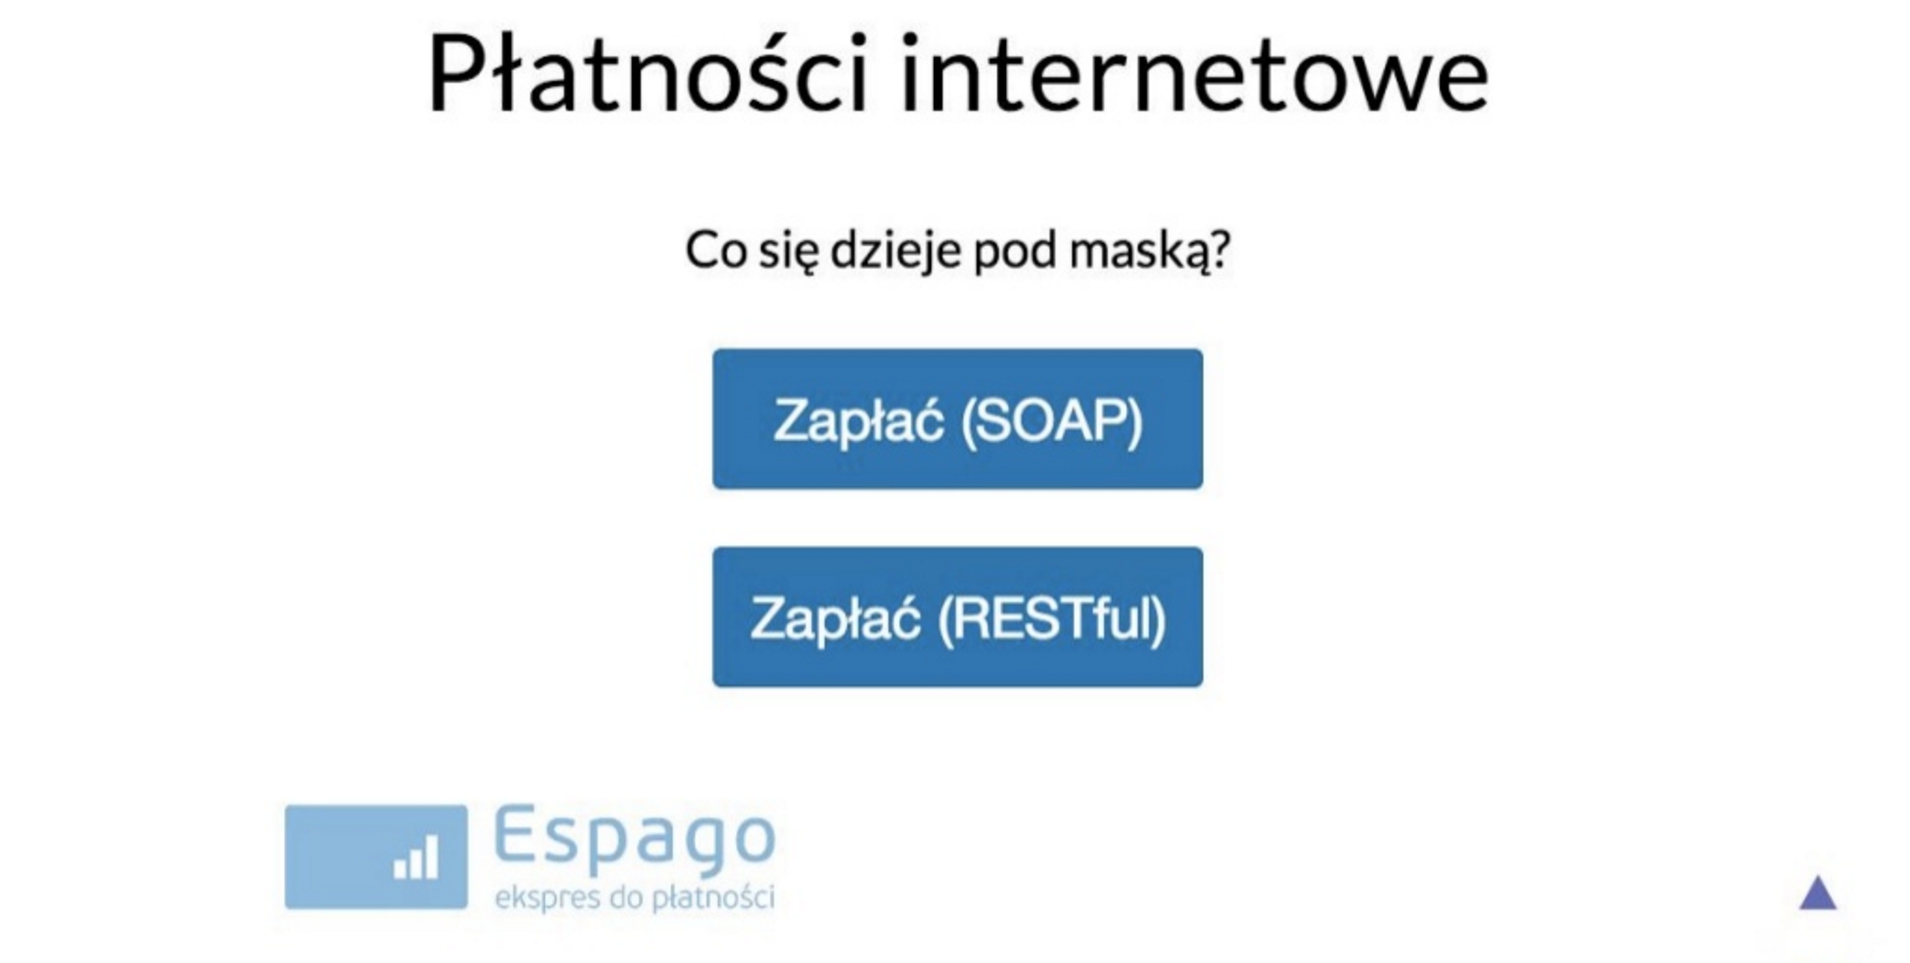 Płatności internetowe
Co się dzieje pod maską?
Zapłać (SOAP)
Zapłać (RESTful)
Espago
ekspres do płatności